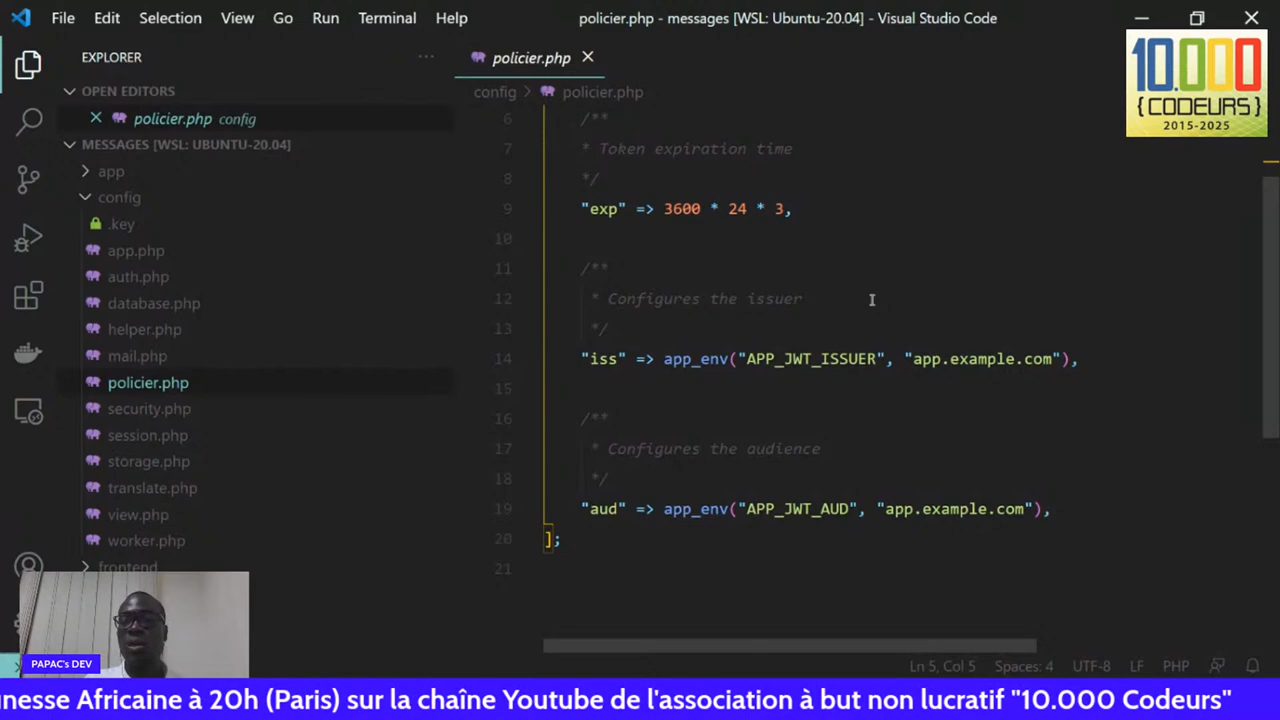 File Edit Selection View Go Run Terminal Help
policier.php - messages [WSL: Ubuntu-20.04] - Visual Studio Code
10.000
{CODEURS}
2015-2025
EXPLORER
OPEN EDITORS
policier.php config
MESSAGES [WSL: UBUNTU-20.04]
app
config
.key
app.php
auth.php
database.php
helper.php
mail.php
policier.php
security.php
session.php
storage.php
translate.php
view.php
worker.php
frontend
policier.php
config > policier.php
6 /**
7 * Token expiration time
8 */
9 "exp" => 3600 * 24 * 3,
10
11 /**
12 * Configures the issuer
13 */
14 "iss" => app_env("APP_JWT_ISSUER", "app.example.com"),
15
16 /**
17 * Configures the audience
18 */
19 "aud" => app_env("APP_JWT_AUD", "app.example.com"),
20 ];
21
PAPAC's DEV
Ln 5, Col 5 Spaces: 4 UTF-8 LF PHP
unesse Africaine à 20h (Paris) sur la chaîne Youtube de l'association à but non lucratif "10.000 Codeurs"